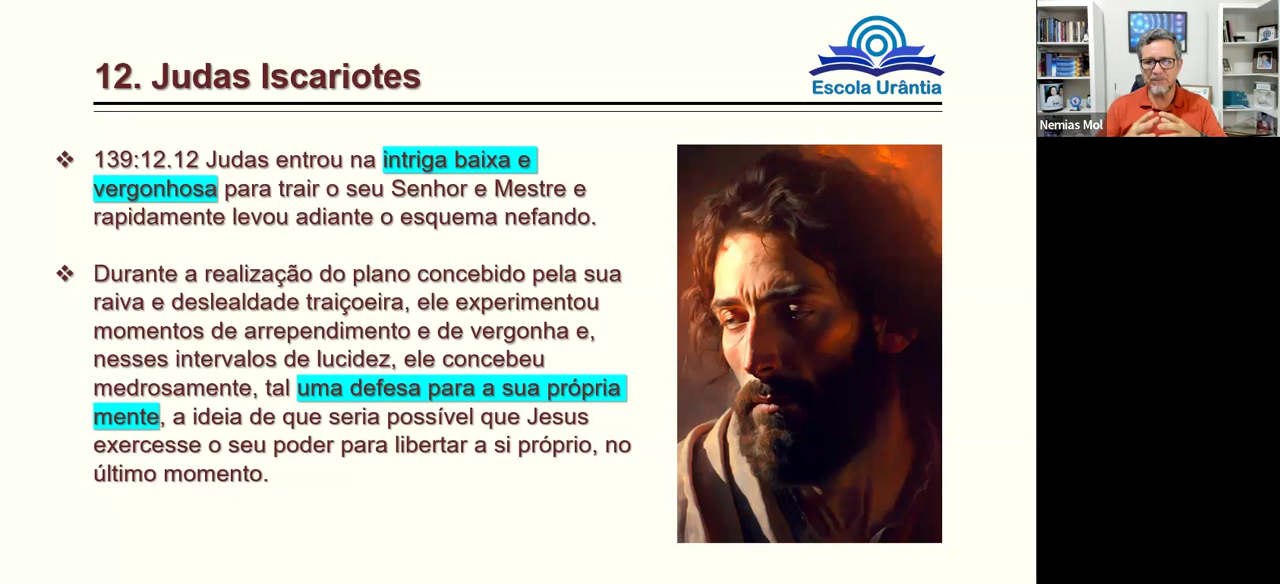 12. Judas Iscariotes
Escola Urântia
❖ 139:12.12 Judas entrou na intriga baixa e
vergonhosa para trair o seu Senhor e Mestre e
rapidamente levou adiante o esquema nefando.
❖ Durante a realização do plano concebido pela sua
raiva e deslealdade traiçoeira, ele experimentou
momentos de arrependimento e de vergonha e,
nesses intervalos de lucidez, ele concebeu
medrosamente, tal uma defesa para a sua própria
mente, a ideia de que seria possível que Jesus
exercesse o seu poder para libertar a si próprio, no
último momento.
Nemias Mol